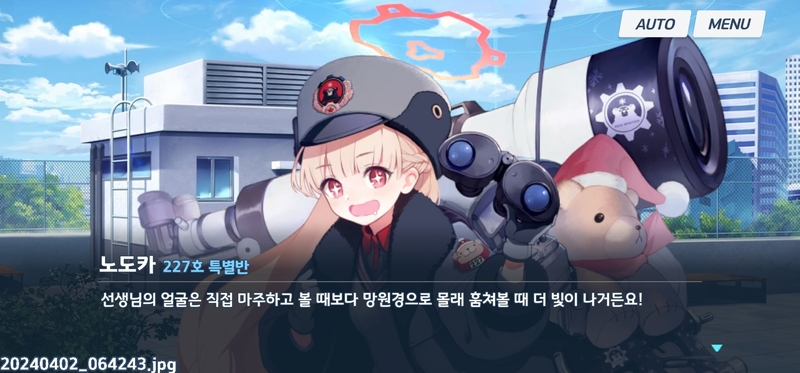 AUTO MENU
노도카 227호 특별반
선생님의 얼굴은 직접 마주하고 볼 때보다 망원경으로 몰래 훔쳐볼 때 더 빛이 나거든요!
20240402_064243.jpg